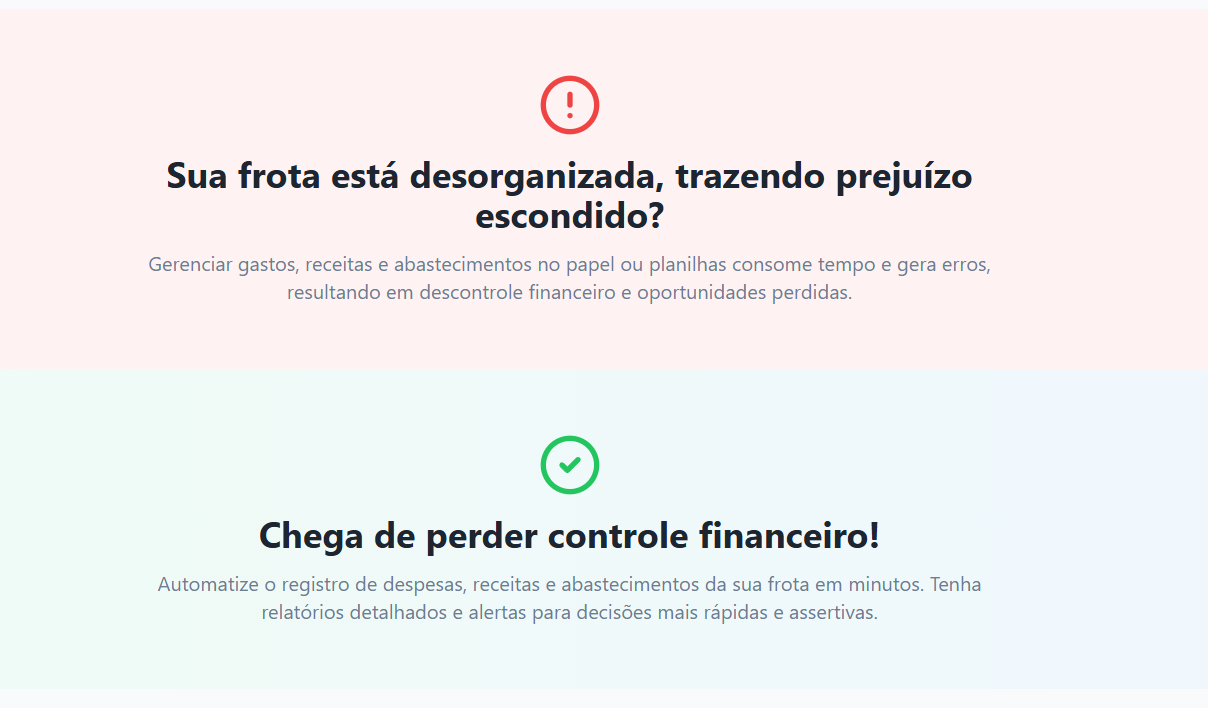 Sua frota está desorganizada, trazendo prejuízo
escondido?
Gerenciar gastos, receitas e abastecimentos no papel ou planilhas consome tempo e gera erros,
resultando em descontrole financeiro e oportunidades perdidas.
Chega de perder controle financeiro!
Automatize o registro de despesas, receitas e abastecimentos da sua frota em minutos. Tenha
relatórios detalhados e alertas para decisões mais rápidas e assertivas.